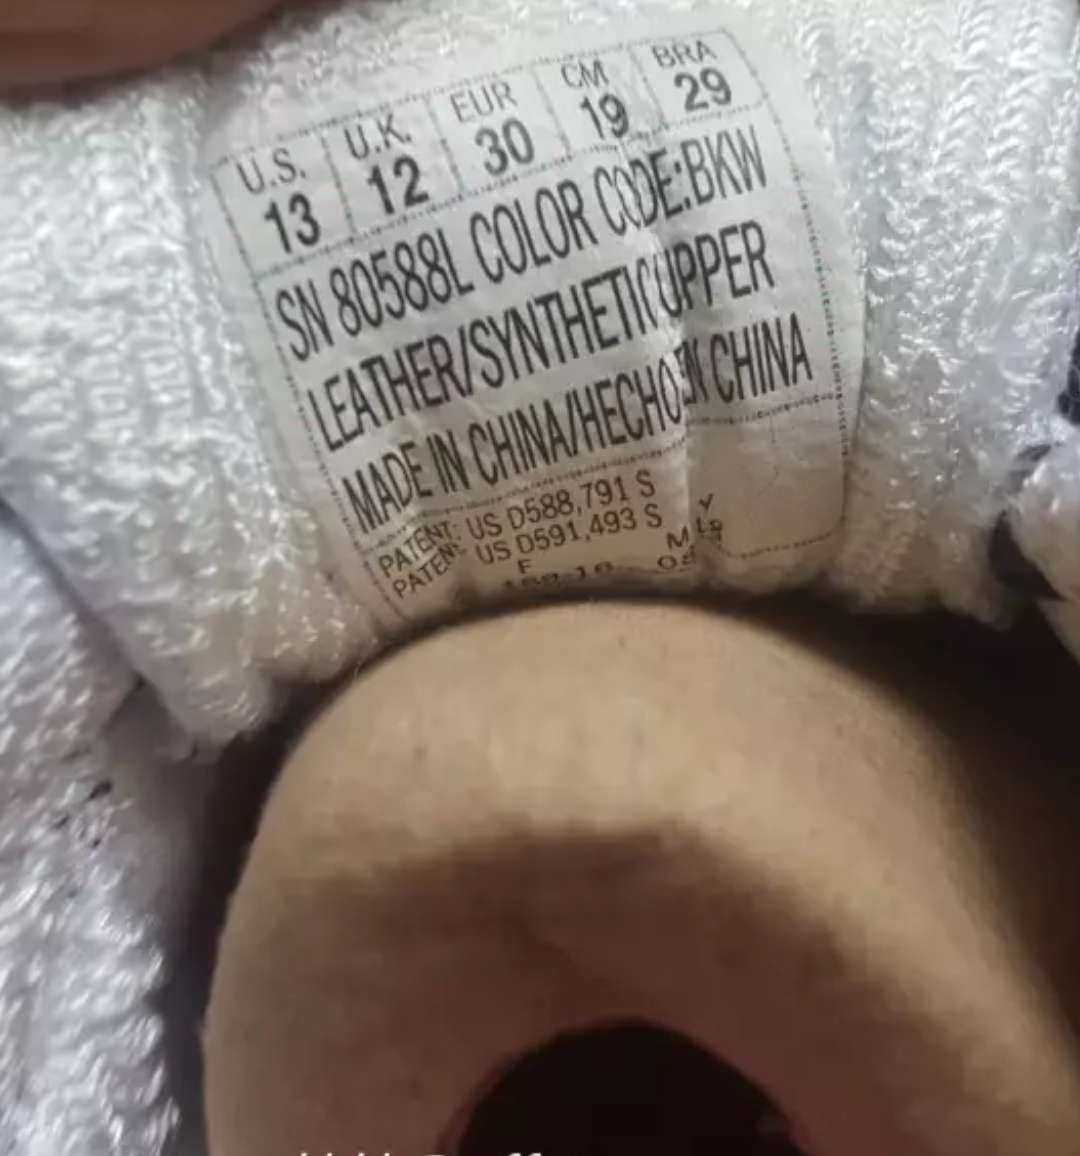 U.S. U.K. EUR CM BRA
13 12 30 19 29
SN 80588L COLOR CODE:BKW
LEATHER/SYNTHETIC UPPER
MADE IN CHINA/HECHO EN CHINA
PATENT: US D588,791 S
PATENT: US D591,493 S
F M